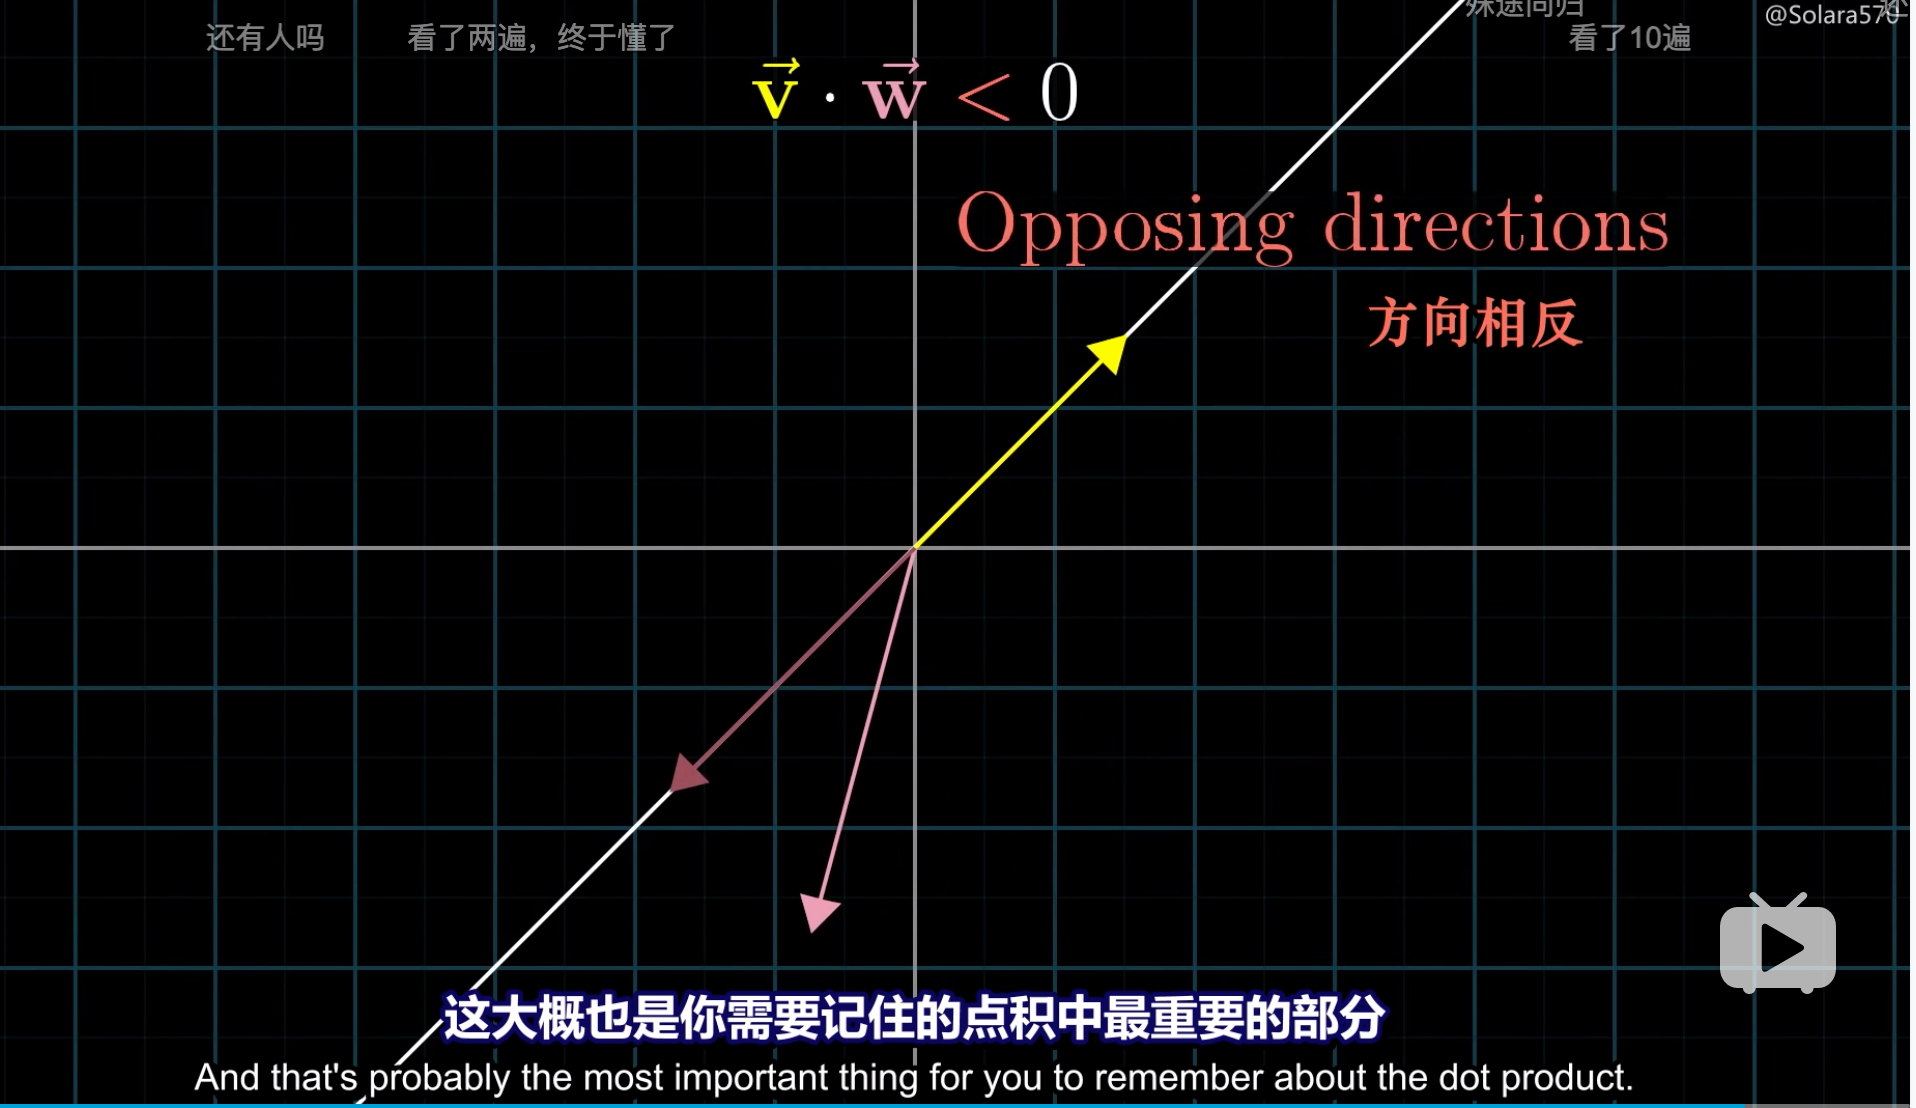 殊途同归
@Solara570
还有人吗
看了两遍，终于懂了
看了10遍
v · w < 0
Opposing directions
方向相反
这大概也是你需要记住的点积中最重要的部分
And that's probably the most important thing for you to remember about the dot product.